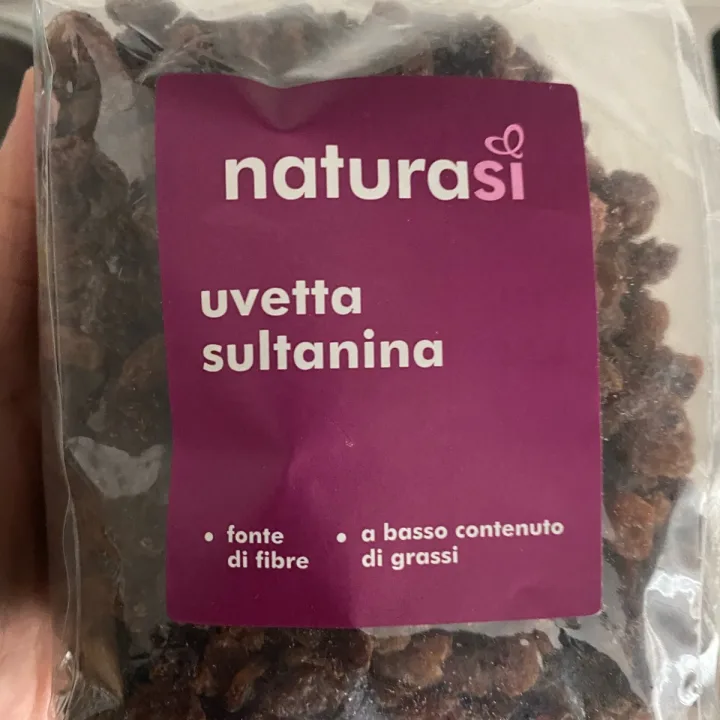 naturasì
uvetta
sultanina
• fonte
di fibre
• a basso contenuto
di grassi